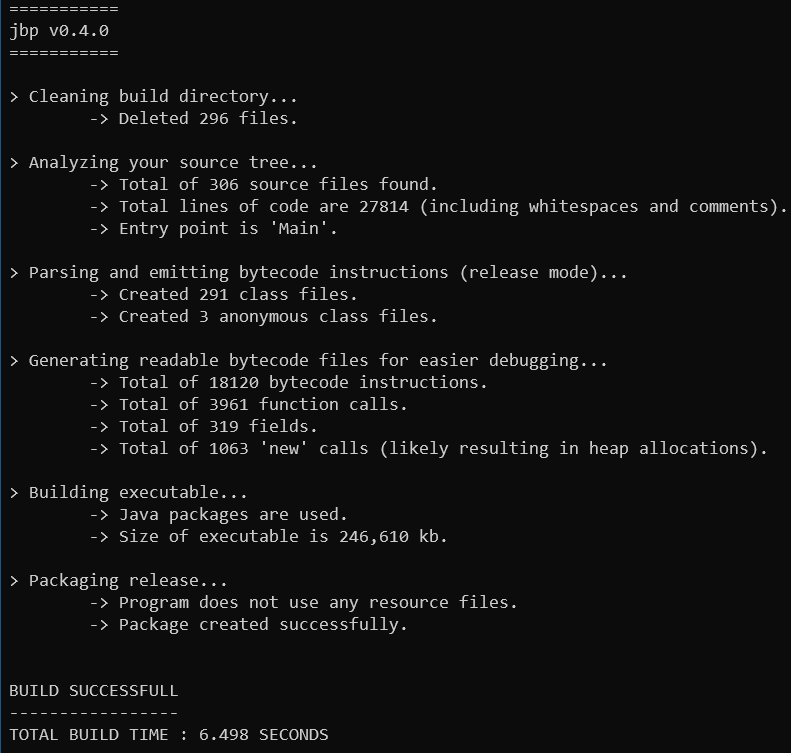 ===========
jbp v0.4.0
===========
> Cleaning build directory...
-> Deleted 296 files.
> Analyzing your source tree...
-> Total of 306 source files found.
-> Total lines of code are 27814 (including whitespaces and comments).
-> Entry point is 'Main'.
> Parsing and emitting bytecode instructions (release mode)...
-> Created 291 class files.
-> Created 3 anonymous class files.
> Generating readable bytecode files for easier debugging...
-> Total of 18120 bytecode instructions.
-> Total of 3961 function calls.
-> Total of 319 fields.
-> Total of 1063 'new' calls (likely resulting in heap allocations).
> Building executable...
-> Java packages are used.
-> Size of executable is 246,610 kb.
> Packaging release...
-> Program does not use any resource files.
-> Package created successfully.
BUILD SUCCESSFULL
-----------------
TOTAL BUILD TIME : 6.498 SECONDS